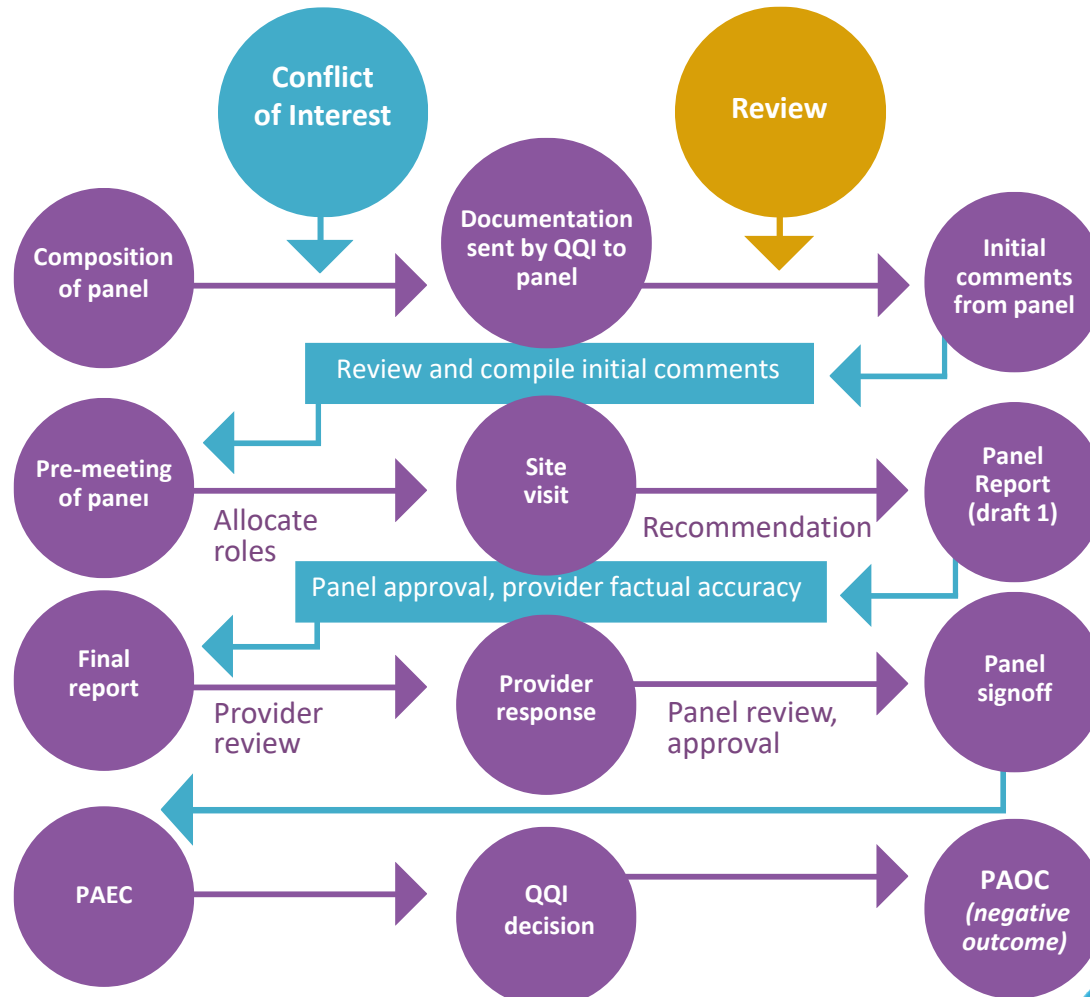 Conflict
of Interest
Review
Composition
of panel
Documentation
sent by QQI to
panel
Initial
comments
from panel
Review and compile initial comments
Pre-meeting
of panel
Allocate
roles
Site
visit
Recommendation
Panel
Report
(draft 1)
Panel approval, provider factual accuracy
Final
report
Provider
review
Provider
response
Panel review,
approval
Panel
signoff
PAEC
QQI
decision
PAOC
(negative
outcome)